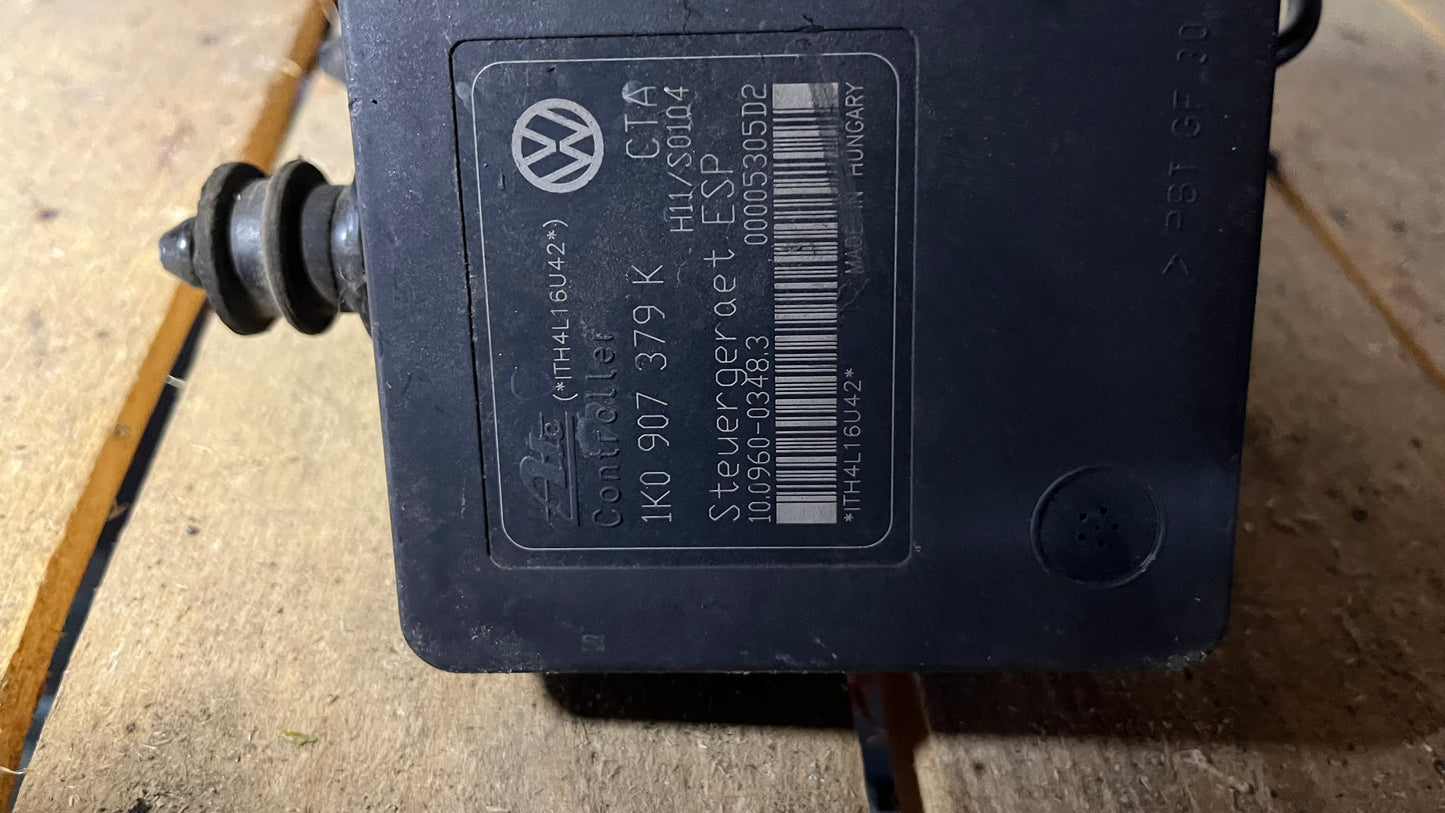 Ate (*ITH4L16U42*)
Controller
1K0 907 379 K CTA
H11/S0104
Steuergeraet ESP
10.0960-0348.3 00005305D2
*ITH4L16U42* MADE IN HUNGARY
> PBT GF 30